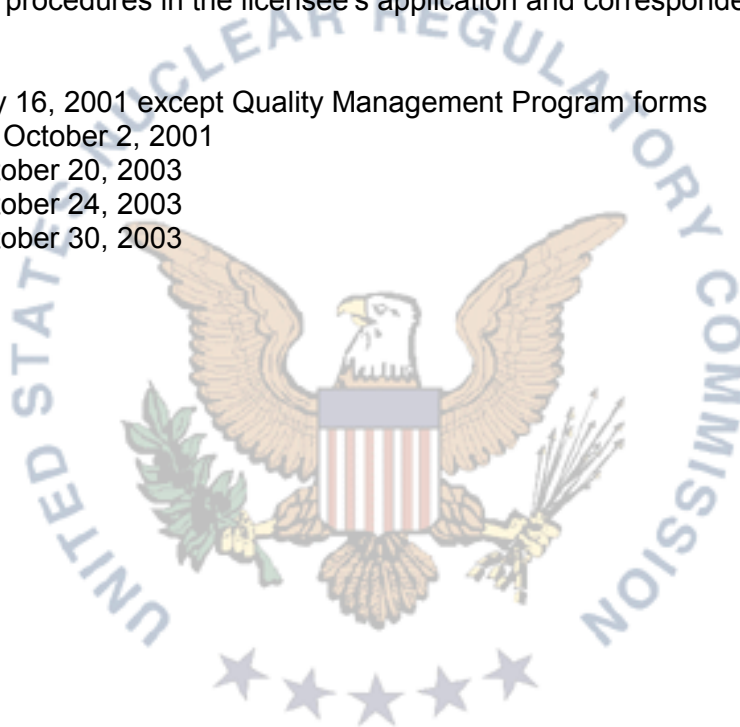 procedures in the licensee's application and
y 16, 2001 except Quality Management Program forms
October 2, 2001
ober 20, 2003
ober 24, 2003
ober 30, 2003
UNITED STATES NUCLEAR REGULATORY COMMISSION